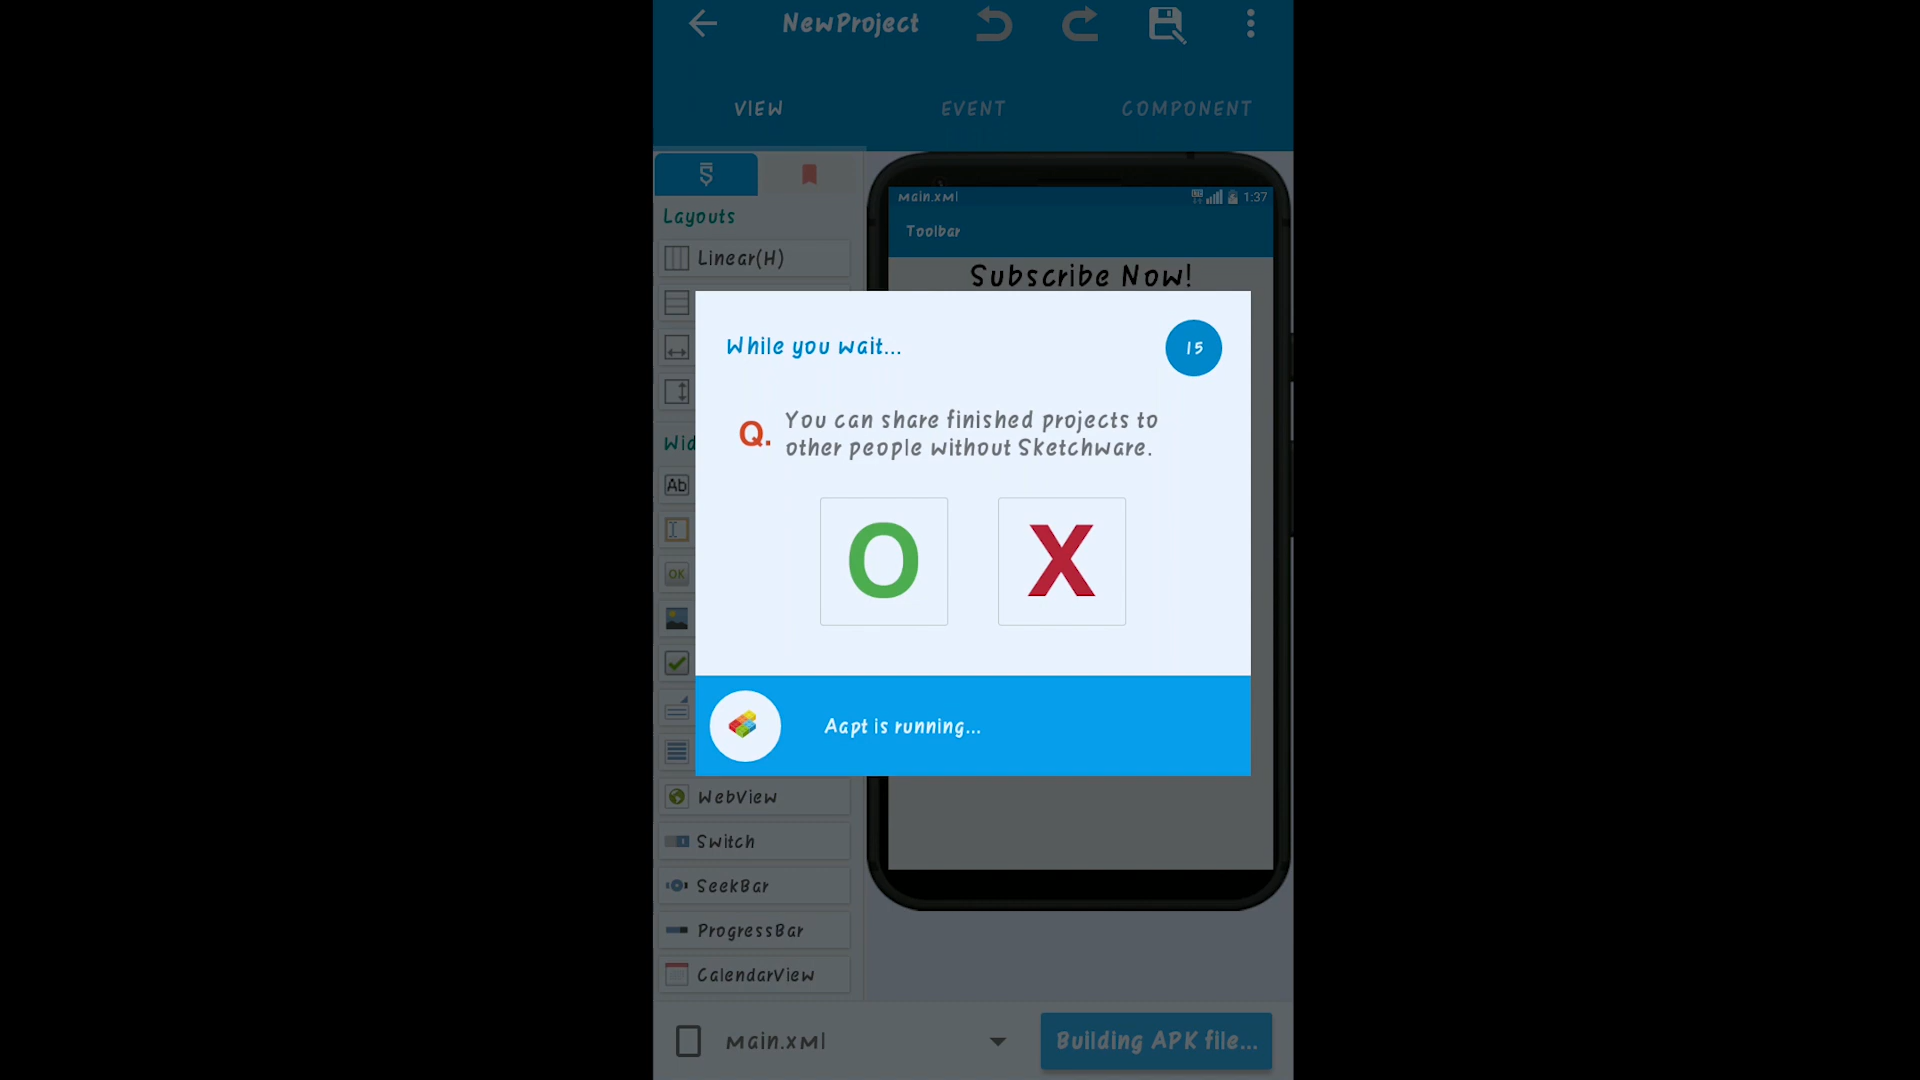 NewProject
VIEW
EVENT
COMPONENT
Layouts
Linear(H)
Wid
Ab
OK
WebView
Switch
SeekBar
ProgressBar
CalendarView
main.xml
1:37
Toolbar
Subscribe Now!
While you wait...
15
Q.
You can share finished projects to
other people without Sketchware.
O
X
Aapt is running...
main.xml
Building APK file...